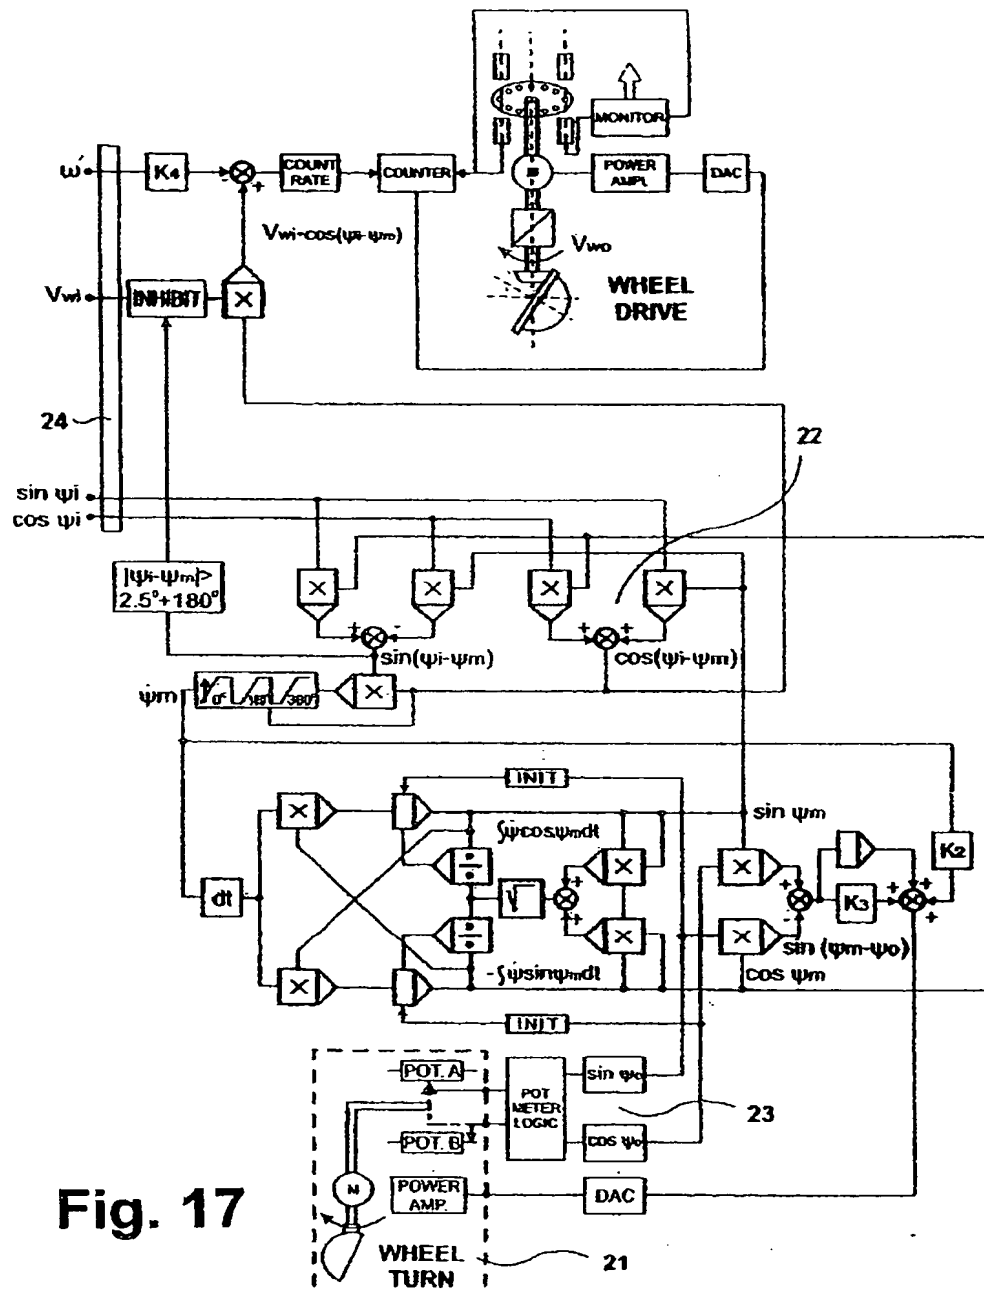 MONITOR
ω'
K4
-
+
COUNT
RATE
COUNTER
POWER
AMPL.
DAC
Vwi-cos(ψi-ψm)
Vwo
Vwi
INHIBIT
×
WHEEL
DRIVE
24
22
sin ψi
cos ψi
|ψi-ψm|>
2.5°+180°
×
×
×
×
+
-
+
+
sin(ψi-ψm)
cos(ψi-ψm)
ψ̇m
0°
180°
360°
×
INIT
×
sin ψm
∫ψ̇cosψmdt
×
K2
dt
√
+
+
×
+
-
K3
+
+
+
sin (ψm-ψo)
×
×
×
-∫ψ̇sinψmdt
cos ψm
INIT
POT. A
POT
METER
LOGIC
sin ψo
23
POT. B
cos ψo
M
POWER
AMP.
DAC
Fig. 17
WHEEL
TURN
21